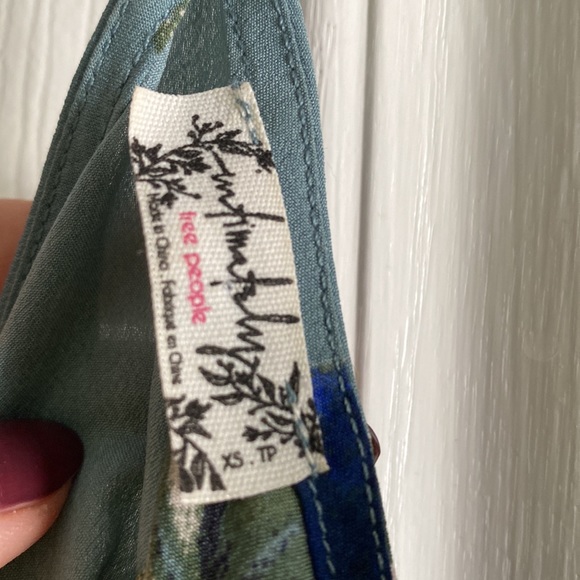 intimately
free people
Made in China . Fabriqué en Chine
XS . TP